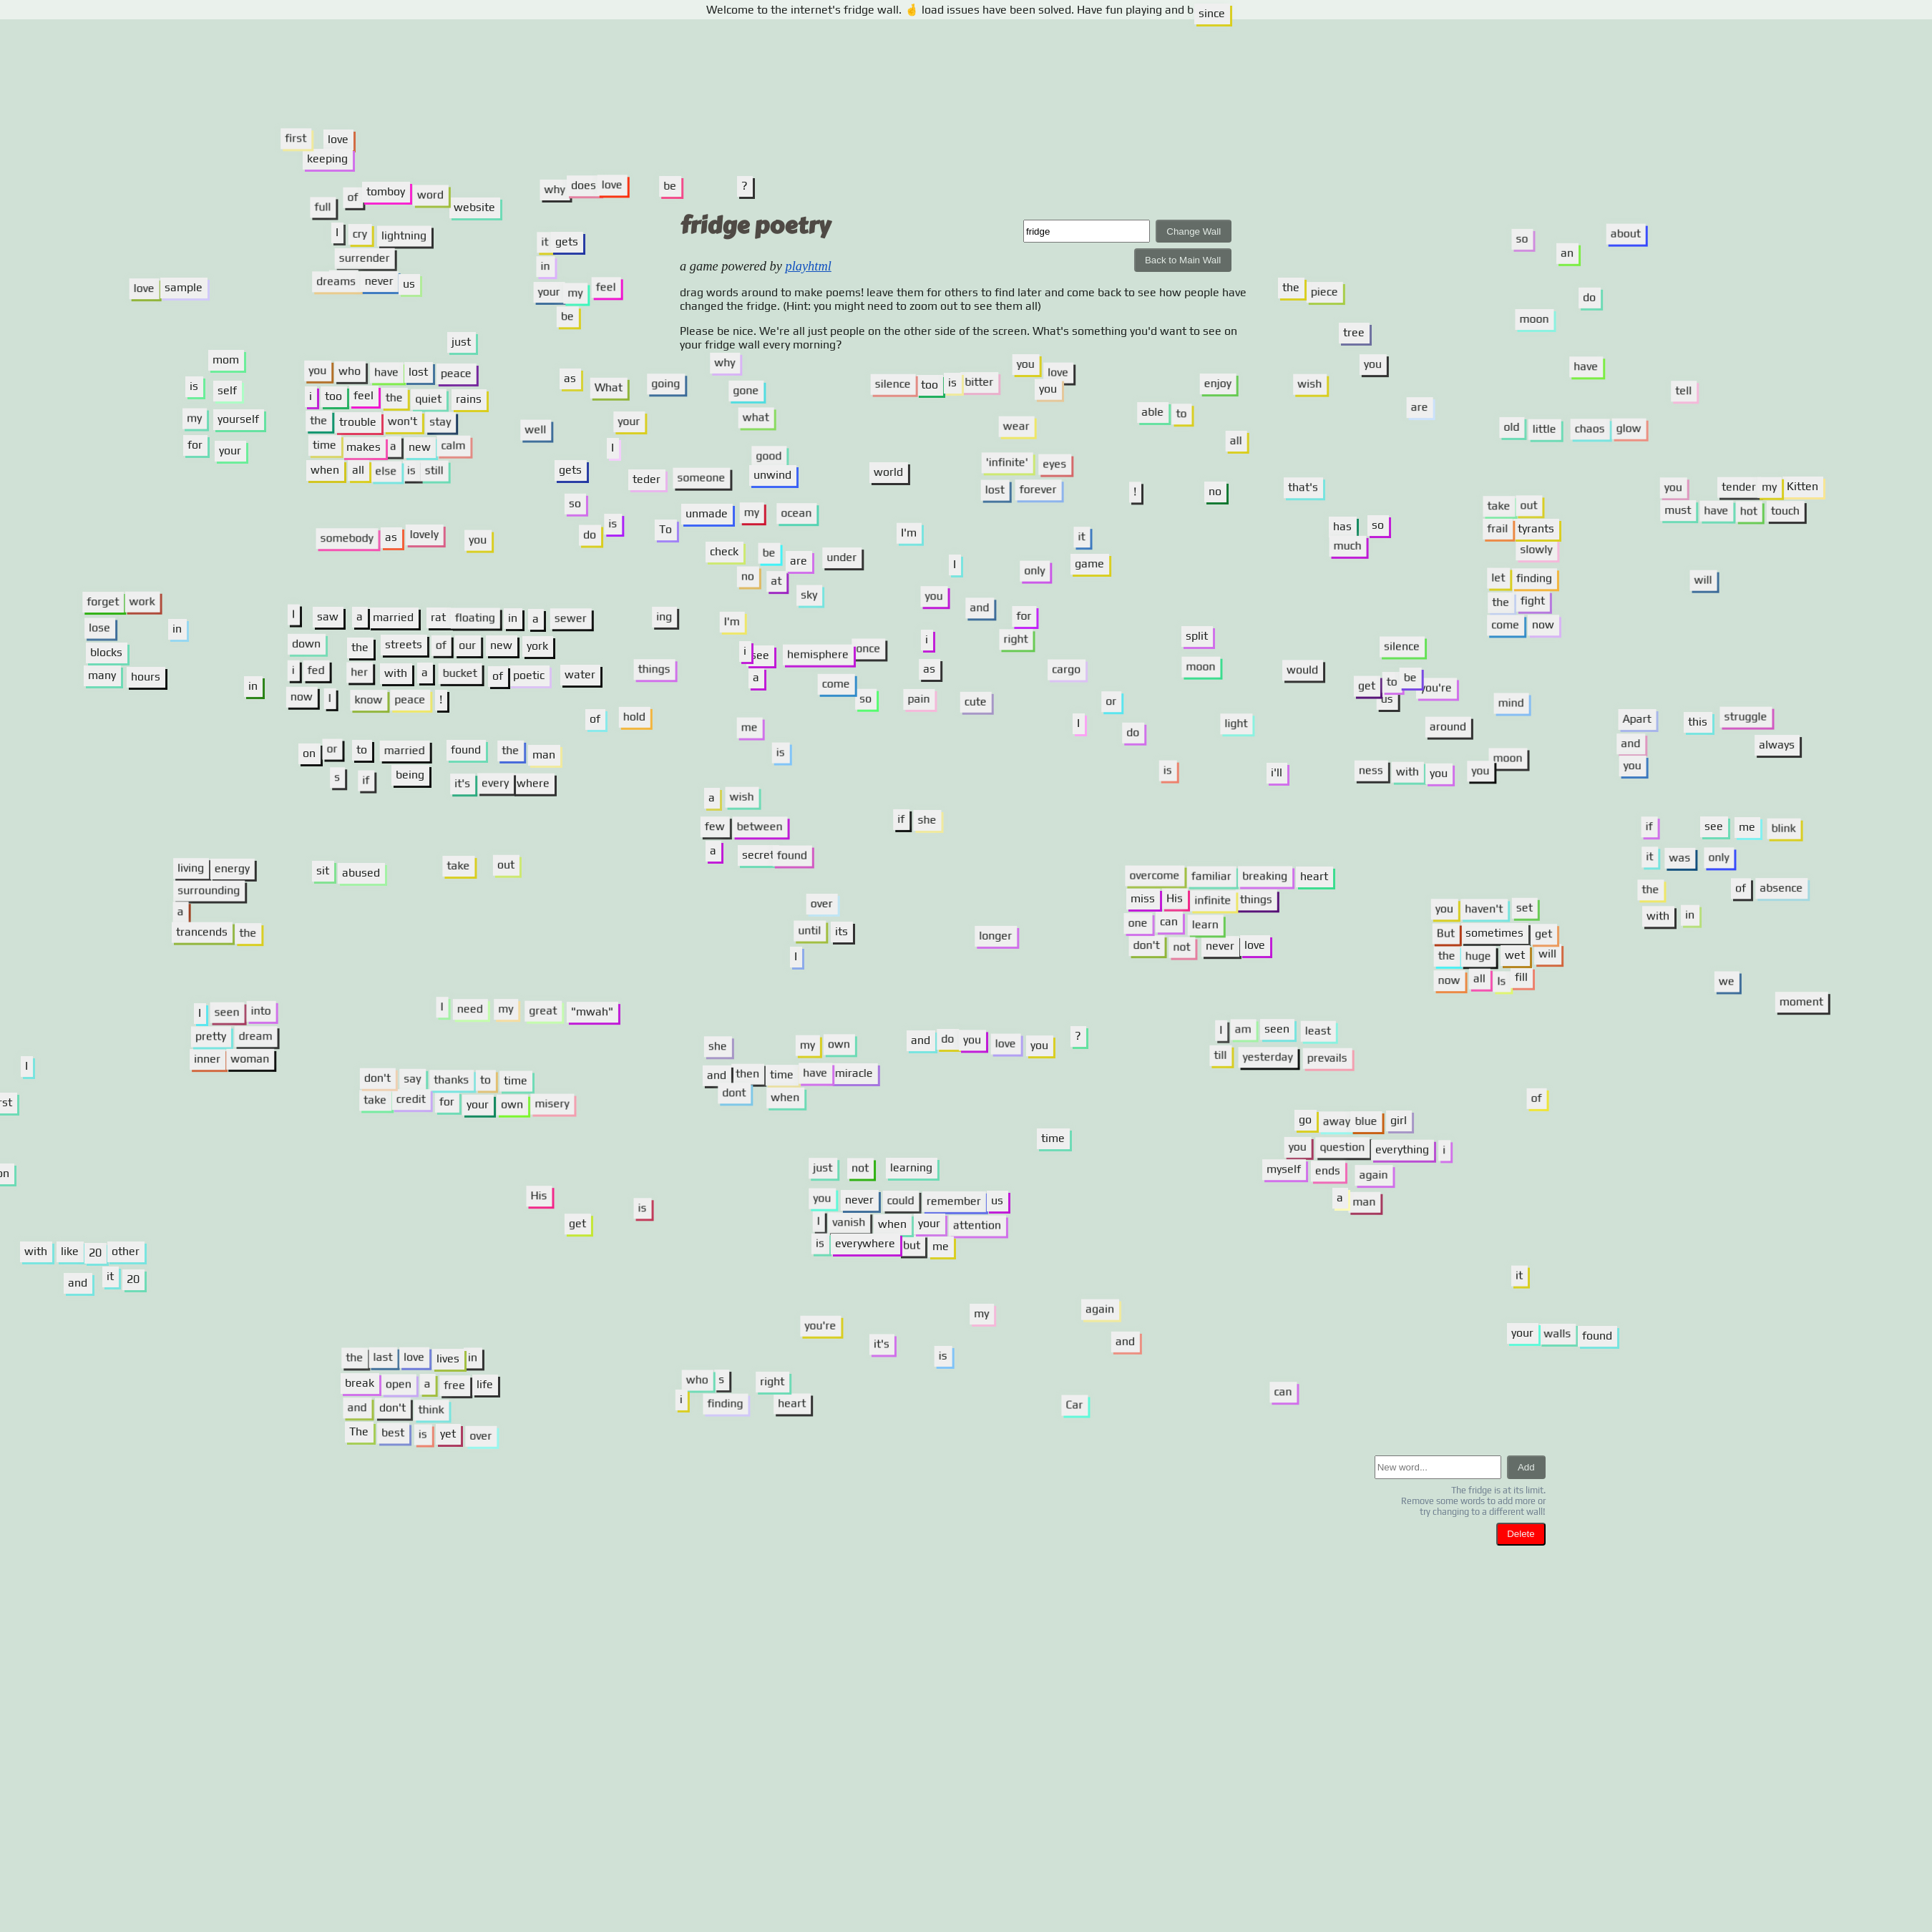 Welcome to the internet's fridge wall. ☝ load issues have been solved. Have fun playing and b
since
first love
keeping
full of tomboy word website
I cry lightning
surrender
dreams never us
love sample
why does love be ?
it gets
in
your my feel
be
fridge poetry
fridge
Change Wall
Back to Main Wall
a game powered by playhtml
drag words around to make poems! leave them for others to find later and come back to see how people have
changed the fridge. (Hint: you might need to zoom out to see them all)
Please be nice. We're all just people on the other side of the screen. What's something you'd want to see on
your fridge wall every morning?
the piece
tree
you
so an about
do
moon
have
tell
are
old little chaos glow
just
mom
is self
my yourself
for your
you who have lost peace
i too feel the quiet rains
the trouble won't stay
time makes a new calm
when all else is still
somebody as lovely you
as What going
why
gone
what
well your
I
gets
so
do is
teder someone
good
unwind
To unmade my ocean
check be are under
no at
sky
silence too is bitter
you love
you
wear
'infinite' eyes
lost forever
world
enjoy
wish
able to
all
! no
that's
has so
much
take out
frail tyrants
slowly
let finding
the fight
come now
you tender my Kitten
must have hot touch
will
I'm
it
I only game
you and for
i right
as
cargo
forget work
lose in
blocks
many hours
in
I saw a married rat floating in a sewer
down the streets of our new york
i fed her with a bucket of poetic water
now I know peace !
ing
things
of hold
I'm
i see hemisphere once
a
come
so pain cute
me
is
I or
do
split
moon
light
is
i'll
would
silence
get to be you're
us
mind
around
moon
ness with you you
Apart this struggle
and always
you
on or to married found the man
s if being it's every where
a wish
few between
a secret found
if she
if see me blink
it was only
the of absence
with in
living energy
surrounding
a
trancends the
sit abused
take out
over
until its
I
longer
overcome familiar breaking heart
miss His infinite things
one can learn
don't not never love
you haven't set
But sometimes get
the huge wet will
now all Is fill
we
moment
I seen into
pretty dream
inner woman
I need my great "mwah"
she my own
and then time have miracle
dont when
and do you love you ?
I am seen least
till yesterday prevails
I
rst
on
don't say thanks to time
take credit for your own misery
of
time
go away blue girl
you question everything i
myself ends again
a man
just not learning
you never could remember us
I vanish when your attention
is everywhere but me
His
get is
with like 20 other
and it 20
it
your walls found
you're
it's
my
is
again
and
the last love lives in
break open a free life
and don't think
The best is yet over
who s right
i finding heart
Car
can
New word...
Add
The fridge is at its limit.
Remove some words to add more or
try changing to a different wall!
Delete